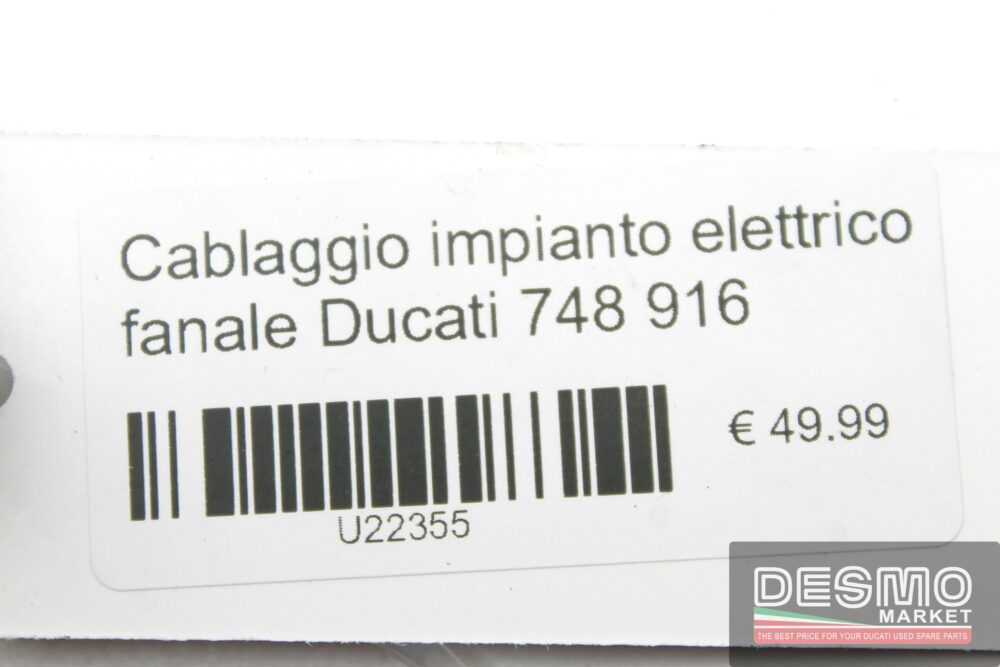 Cablaggio impianto elettrico
fanale Ducati 748 916
€ 49.99
U22355
DESMO
MARKET
THE BEST PRICE FOR YOUR DUCATI USED SPARE PARTS